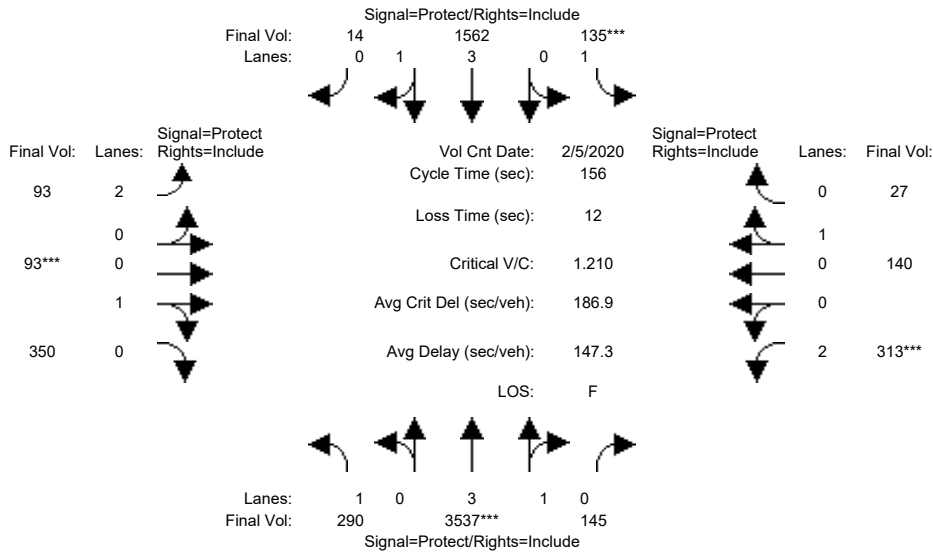 Signal=Protect/Rights=Include
Final Vol: 14 1562 135***
Lanes: 0 1 3 0 1
Signal=Protect Signal=Protect
Final Vol: Lanes: Rights=Include Vol Cnt Date: 2/5/2020 Rights=Include Lanes: Final Vol:
Cycle Time (sec): 156
93 2 0 27
Loss Time (sec): 12
0 1
93*** 0 Critical V/C: 1.210 0 140
1 Avg Crit Del (sec/veh): 186.9 0
350 0 Avg Delay (sec/veh): 147.3 2 313***
LOS: F
Lanes: 1 0 3 1 0
Final Vol: 290 3537*** 145
Signal=Protect/Rights=Include